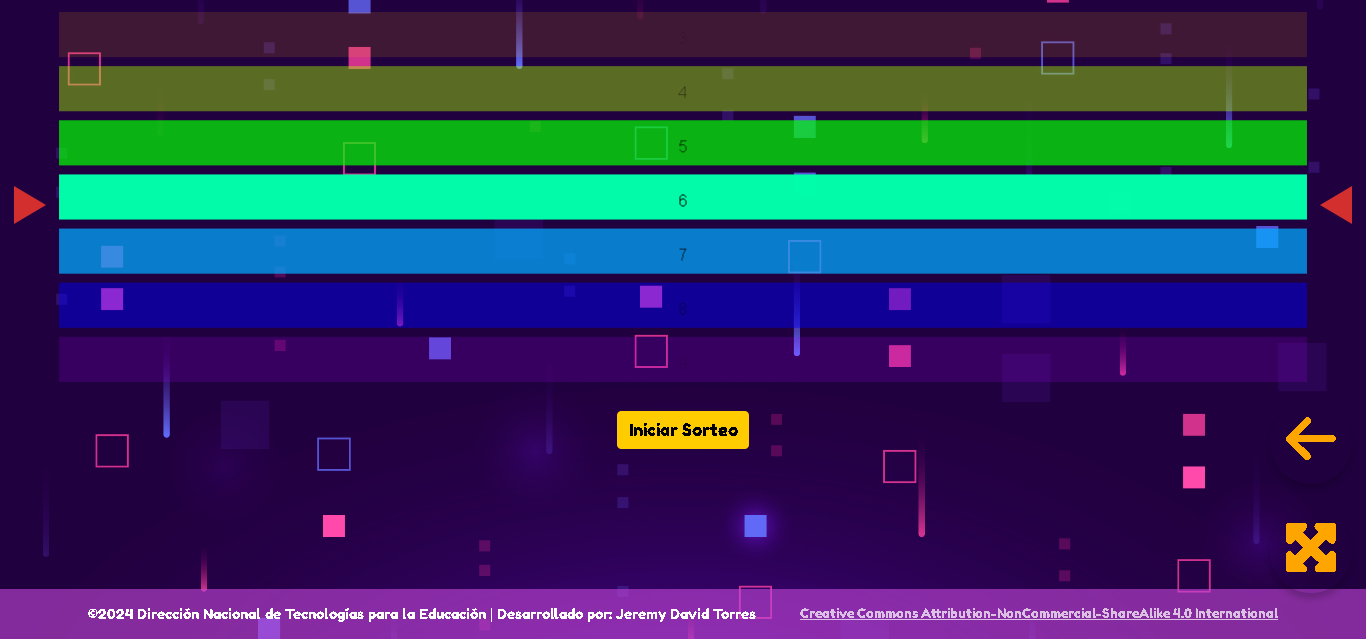 4
5
6
7
8
Iniciar Sorteo
©2024 Dirección Nacional de Tecnologías para la Educación | Desarrollado por: Jeremy David Torres
Creative Commons Attribution-NonCommercial-ShareAlike 4.0 International